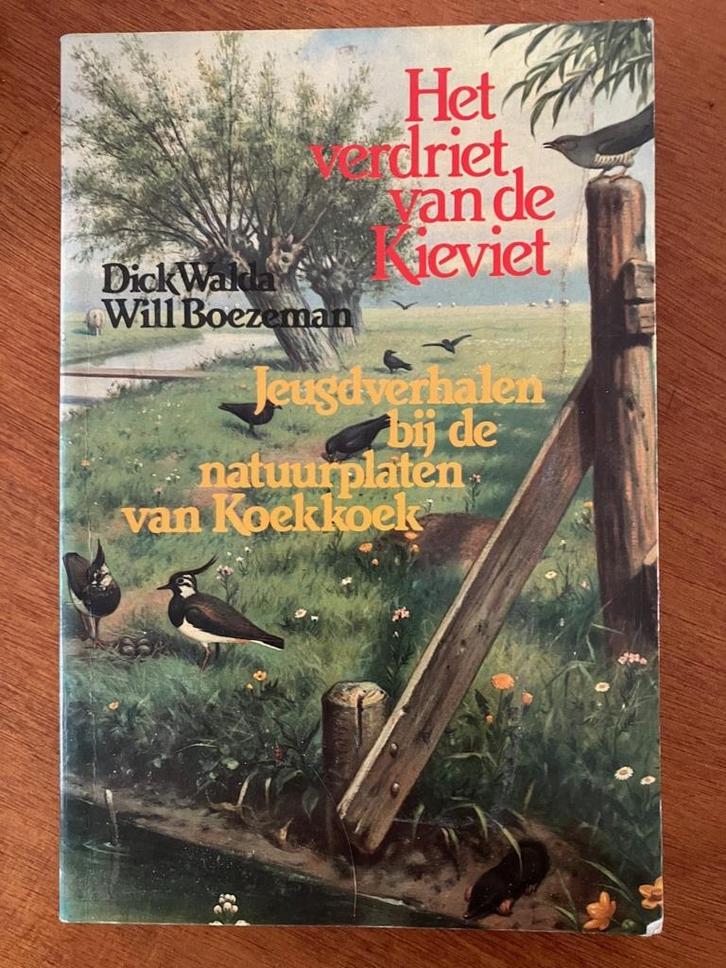 Het
verdriet
van de
Kieviet
Dick Walda
Will Boezeman
Jeugdverhalen
bij de
natuurplaten
van Koekkoek